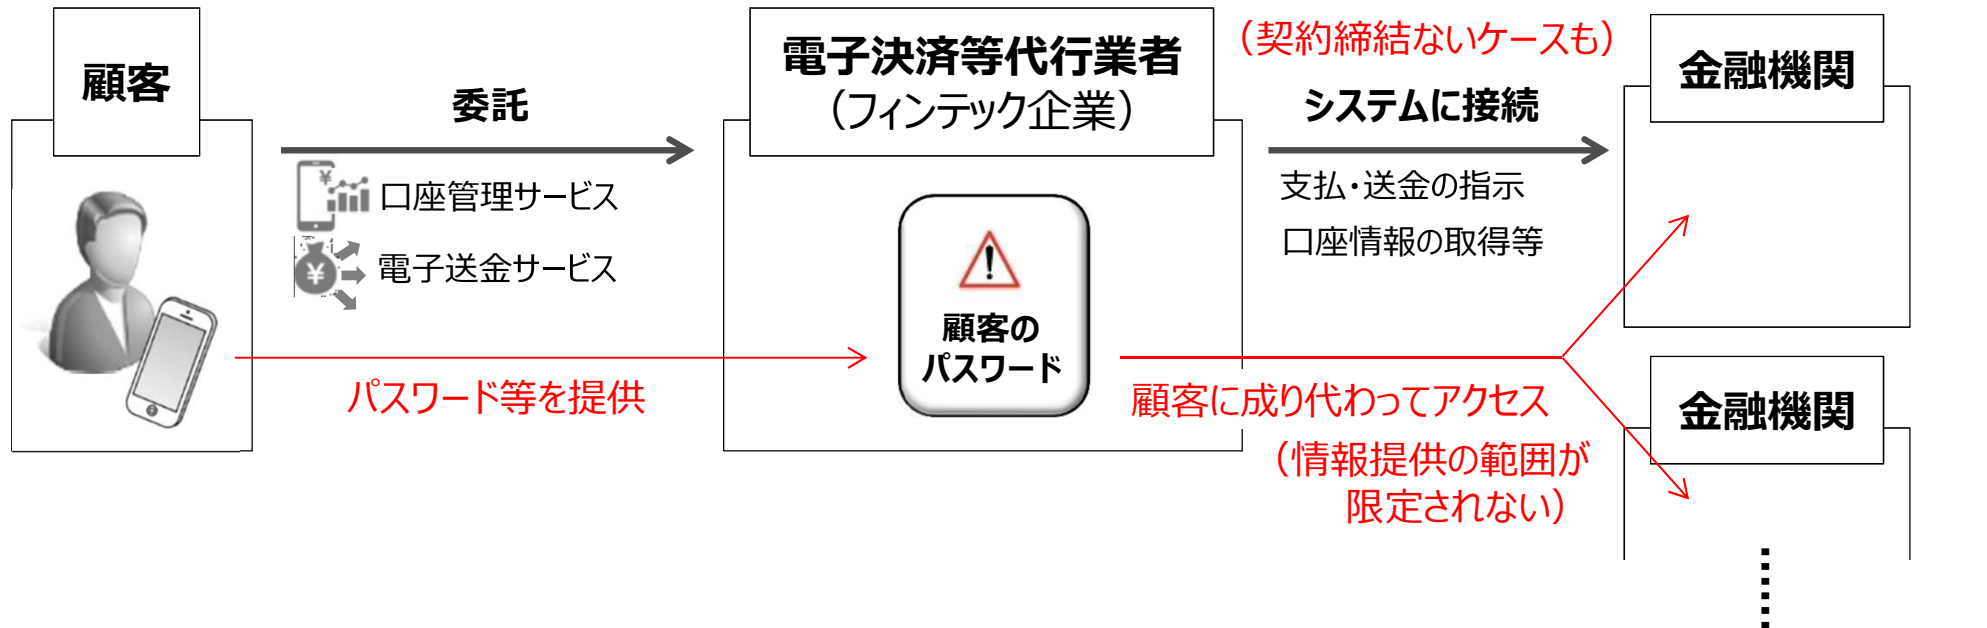 顧客
委託
口座管理サービス
電子送金サービス
パスワード等を提供
電子決済等代行業者
（フィンテック企業）
顧客の
パスワード
（契約締結ないケースも）
システムに接続
支払・送金の指示
口座情報の取得等
顧客に成り代わってアクセス
（情報提供の範囲が
限定されない）
金融機関
金融機関